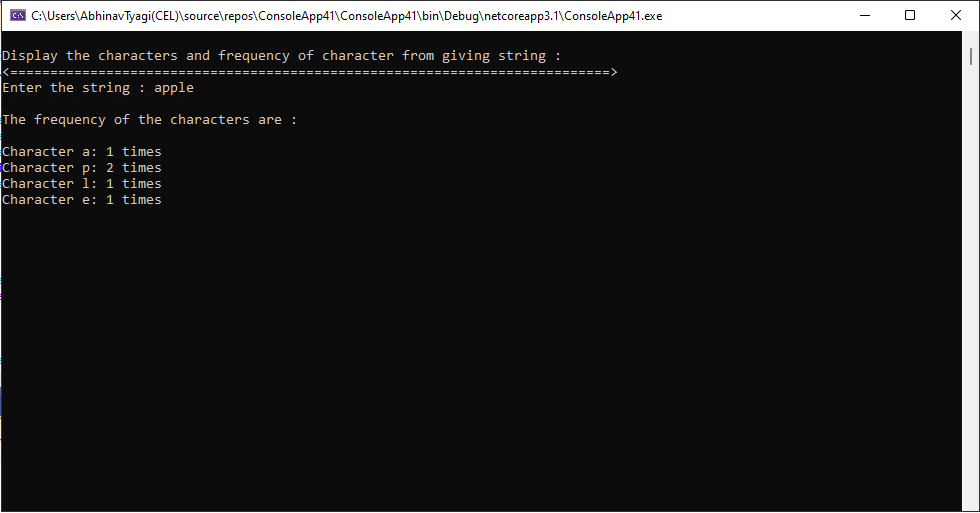 C:\Users\AbhinavTyagi(CEL)\source\repos\ConsoleApp41\ConsoleApp41\bin\Debug\netcoreapp3.1\ConsoleApp41.exe
Display the characters and frequency of character from giving string :
<===========================================================================>
Enter the string : apple
The frequency of the characters are :
Character a: 1 times
Character p: 2 times
Character l: 1 times
Character e: 1 times